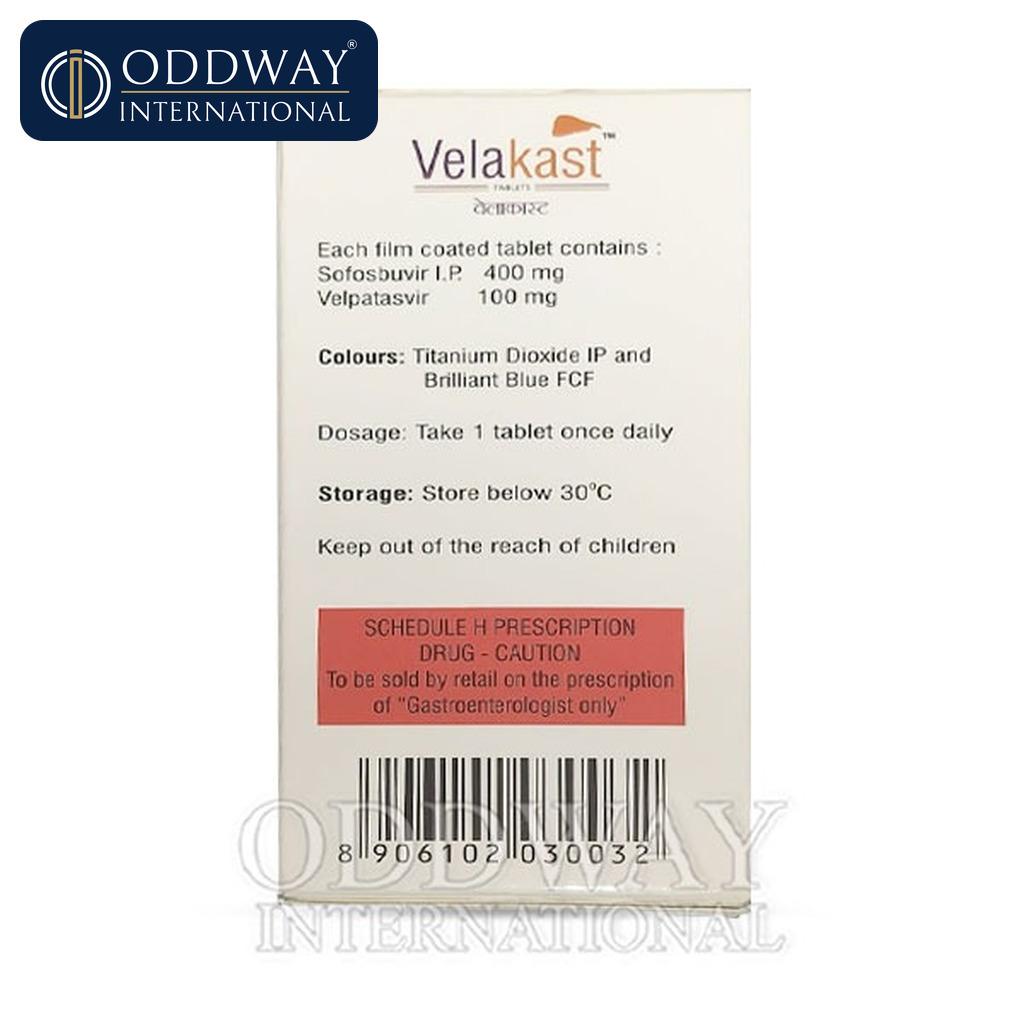 ODDWAY®
INTERNATIONAL
Velakast™
TABLETS
वेलाकास्ट
Each film coated tablet contains :
Sofosbuvir I.P. 400 mg
Velpatasvir 100 mg
Colours: Titanium Dioxide IP and
Brilliant Blue FCF
Dosage: Take 1 tablet once daily
Storage: Store below 30°C
Keep out of the reach of children
SCHEDULE H PRESCRIPTION
DRUG - CAUTION
To be sold by retail on the prescription
of "Gastroenterologist only"
8 906102 030032
ODDWAY
INTERNATIONAL